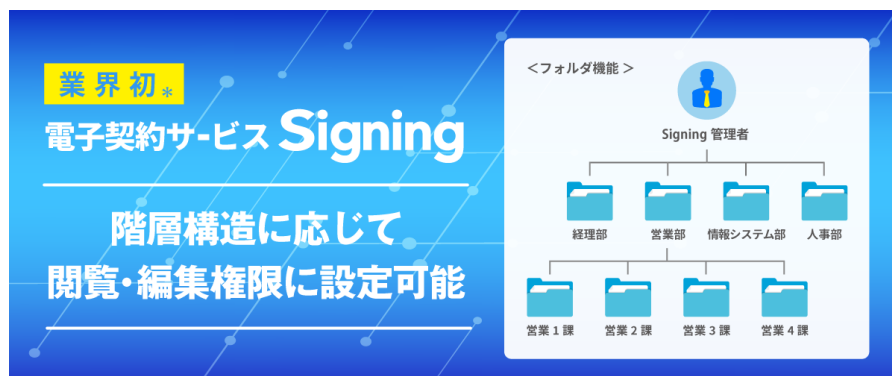 業界初*
電子契約サービス Signing
階層構造に応じて
閲覧・編集権限に設定可能
＜フォルダ機能＞
Signing 管理者
経理部 営業部 情報システム部 人事部
営業1課 営業2課 営業3課 営業4課